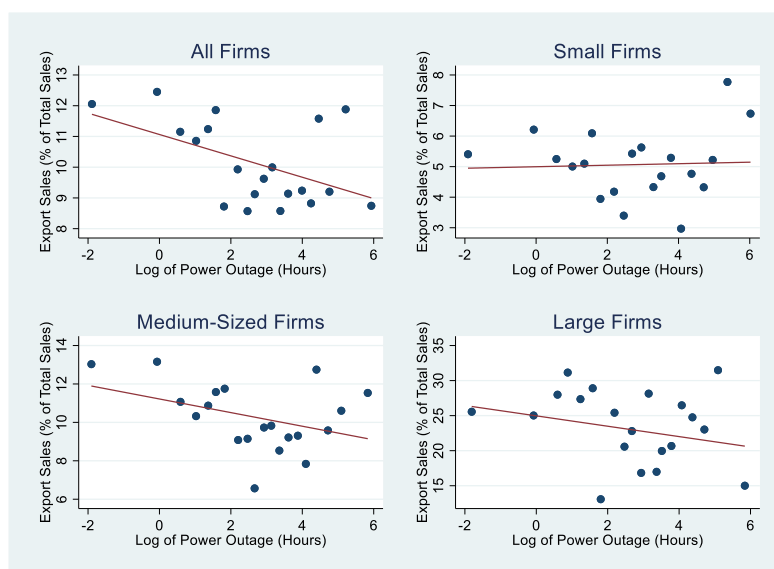 All Firms
Export Sales (% of Total Sales)
13
12
11
10
9
8
-2 0 2 4 6
Log of Power Outage (Hours)
Small Firms
Export Sales (% of Total Sales)
8
7
6
5
4
3
-2 0 2 4 6
Log of Power Outage (Hours)
Medium-Sized Firms
Export Sales (% of Total Sales)
14
12
10
8
6
-2 0 2 4 6
Log of Power Outage (Hours)
Large Firms
Export Sales (% of Total Sales)
35
30
25
20
15
-2 0 2 4 6
Log of Power Outage (Hours)